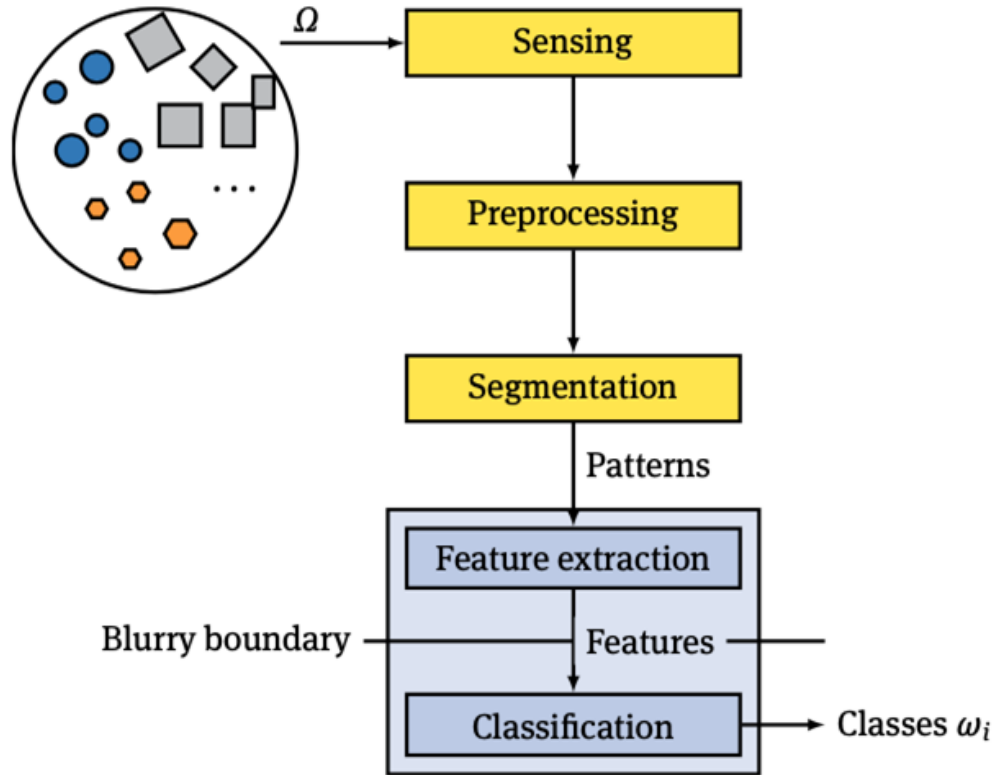 Ω
Sensing
. . .
Preprocessing
Segmentation
Patterns
Feature extraction
Blurry boundary
Features
Classification
Classes ωᵢ